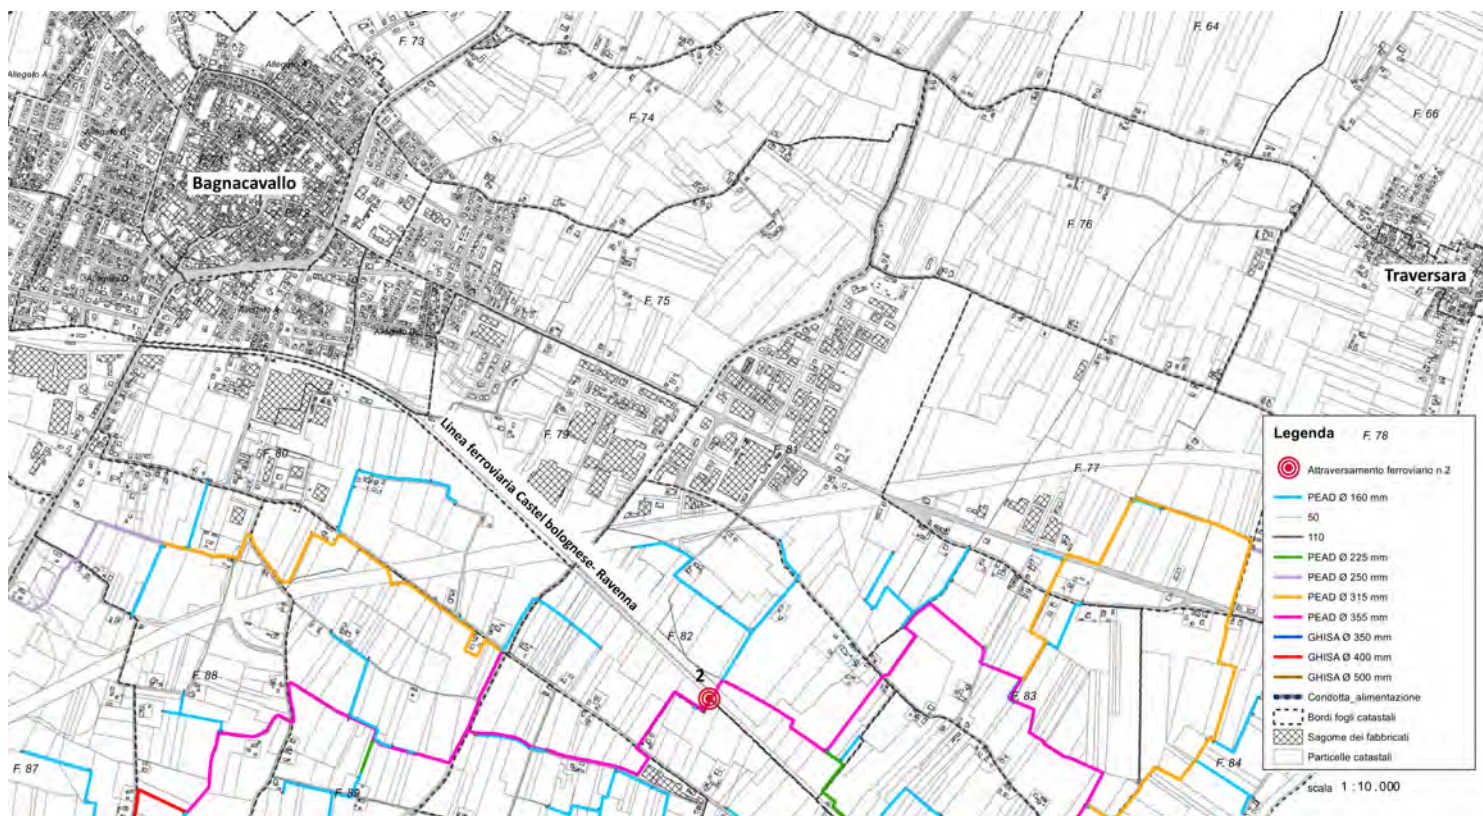 F. 73
F. 64
Allegato A
F. 74
F. 66
Bagnacavallo
F. 76
Traversara
F. 75
Linea ferroviaria Castel bolognese- Ravenna
F. 79
F. 80
F. 81
F. 77
Legenda F. 78
Attraversamento ferroviario n.2
PEAD Ø 160 mm
50
110
PEAD Ø 225 mm
PEAD Ø 250 mm
PEAD Ø 315 mm
PEAD Ø 355 mm
GHISA Ø 350 mm
GHISA Ø 400 mm
GHISA Ø 500 mm
Condotta_alimentazione
Bordi fogli catastali
Sagome dei fabbricati
Particelle catastali
scala 1 :10.000
F. 82
2
F. 88
F. 83
F. 87
F. 84
F. 89